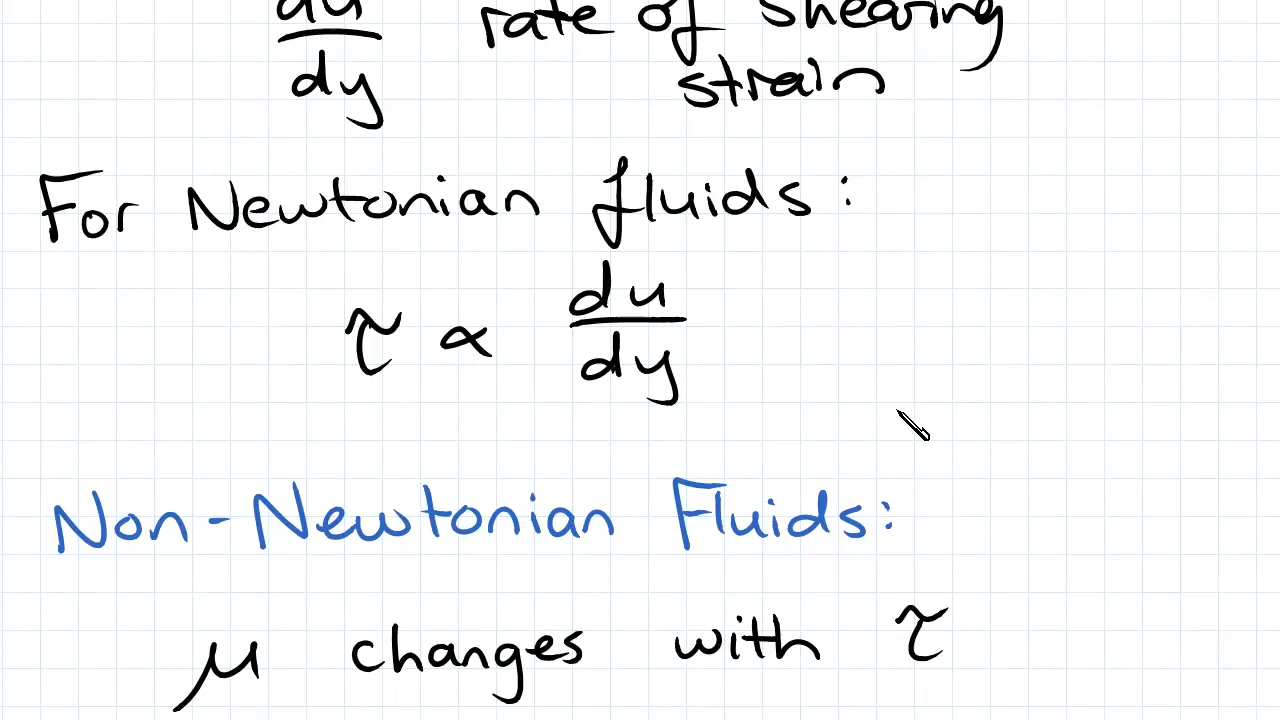 du/dy rate of shearing
strain
For Newtonian fluids:
τ ∝ du/dy
Non-Newtonian Fluids:
μ changes with τ